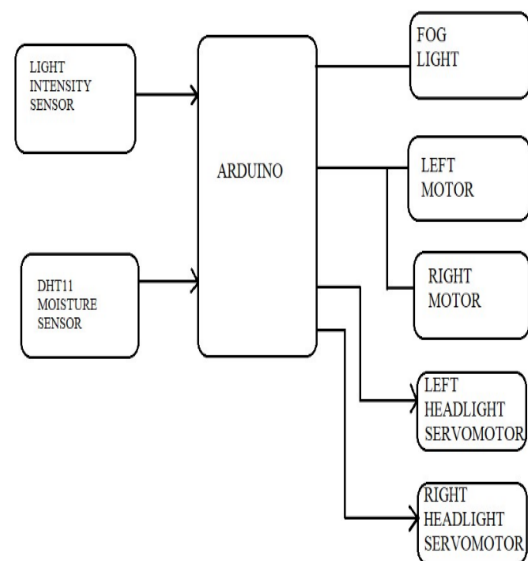 LIGHT
INTENSITY
SENSOR
DHT11
MOISTURE
SENSOR
ARDUINO
FOG
LIGHT
LEFT
MOTOR
RIGHT
MOTOR
LEFT
HEADLIGHT
SERVOMOTOR
RIGHT
HEADLIGHT
SERVOMOTOR